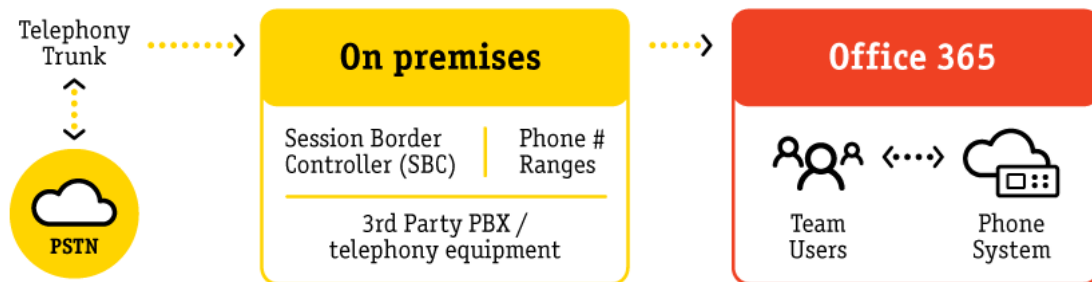 Telephony
Trunk
PSTN
On premises
Session Border
Controller (SBC)
Phone #
Ranges
3rd Party PBX /
telephony equipment
Office 365
Team
Users
Phone
System